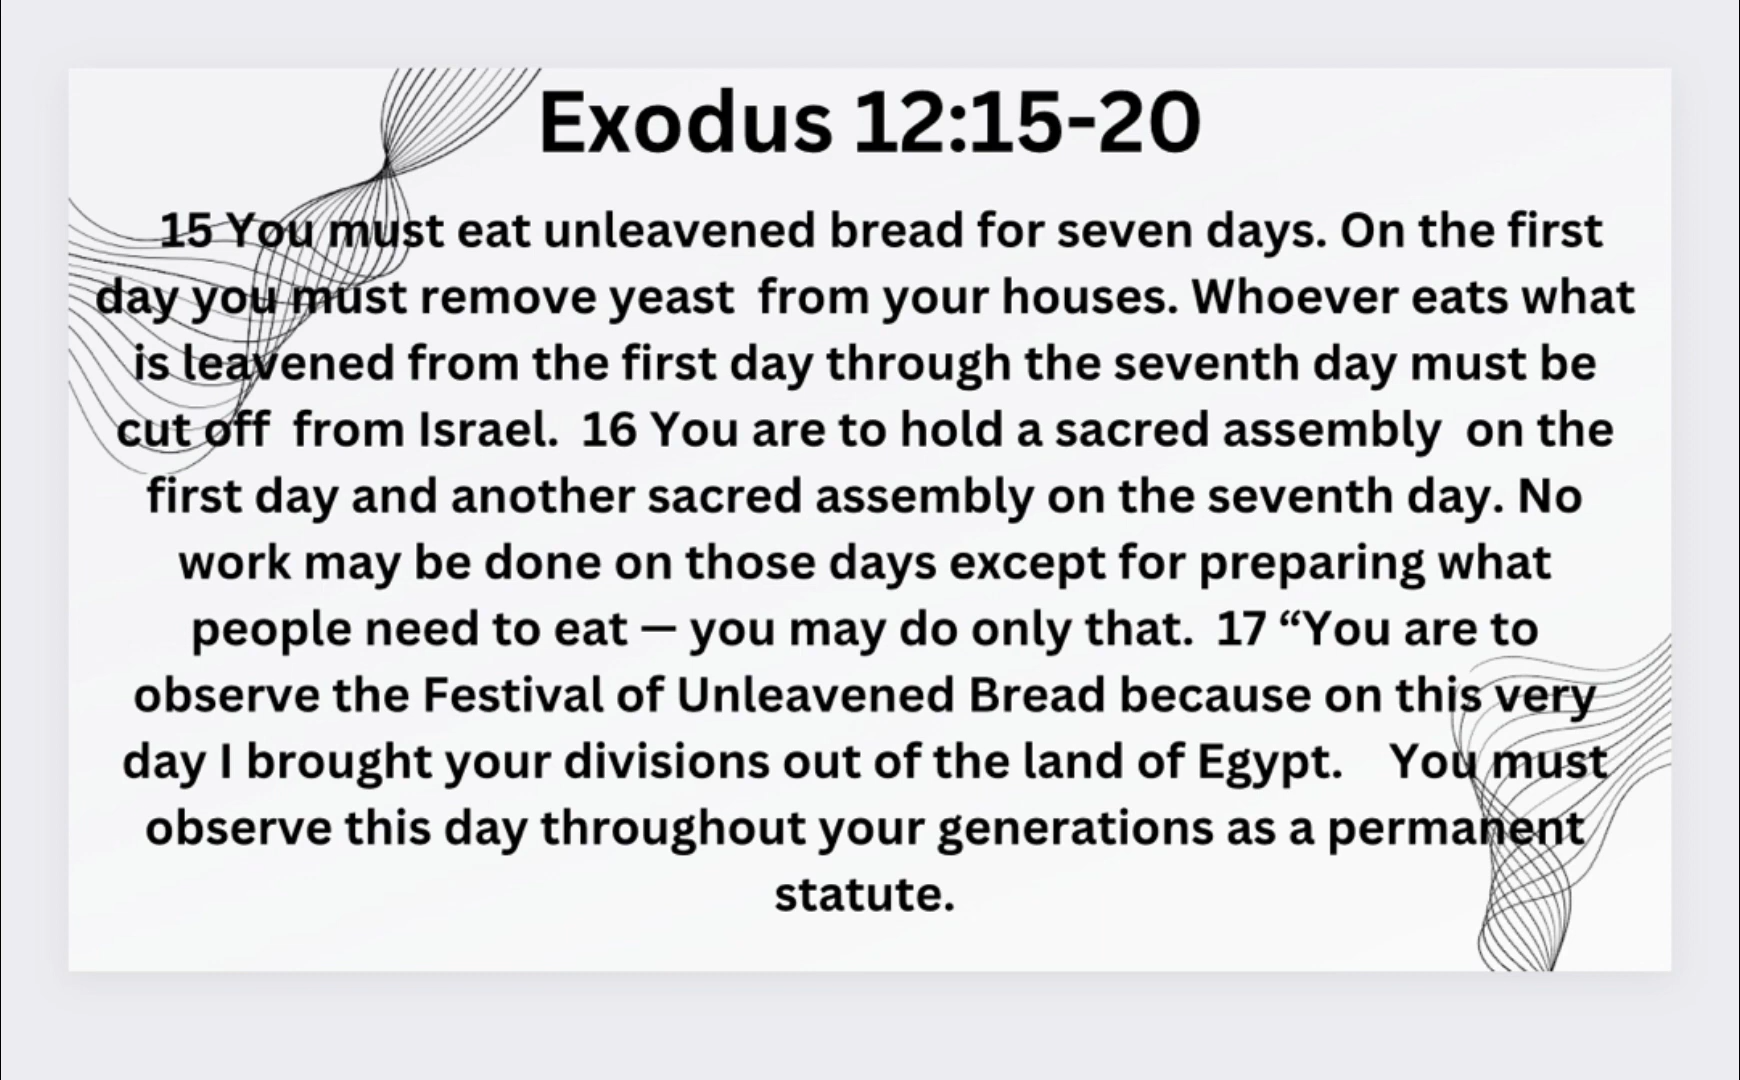 Exodus 12:15-20
15 You must eat unleavened bread for seven days. On the first
day you must remove yeast  from your houses. Whoever eats what
is leavened from the first day through the seventh day must be
cut off  from Israel.  16 You are to hold a sacred assembly  on the
first day and another sacred assembly on the seventh day. No
work may be done on those days except for preparing what
people need to eat — you may do only that.  17 “You are to
observe the Festival of Unleavened Bread because on this very
day I brought your divisions out of the land of Egypt.    You must
observe this day throughout your generations as a permanent
statute.